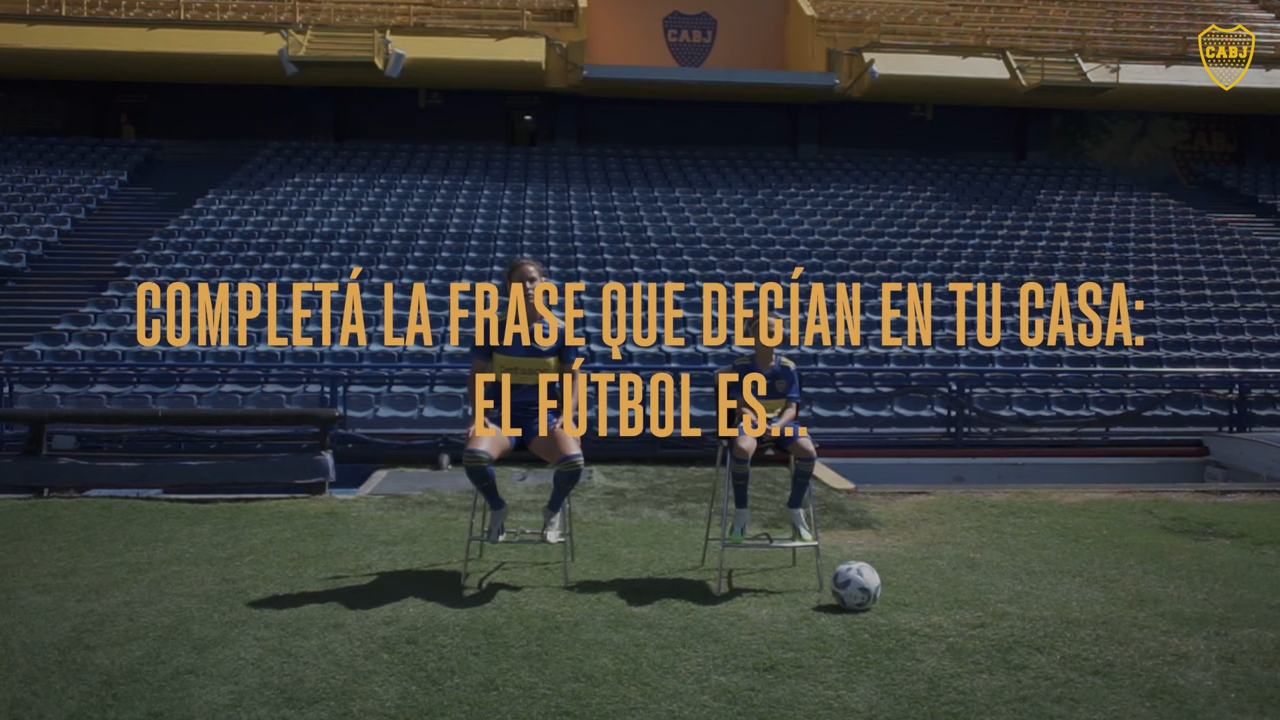 CABJ
CABJ
COMPLETÁ LA FRASE QUE DECÍAN EN TU CASA:
EL FÚTBOL ES...